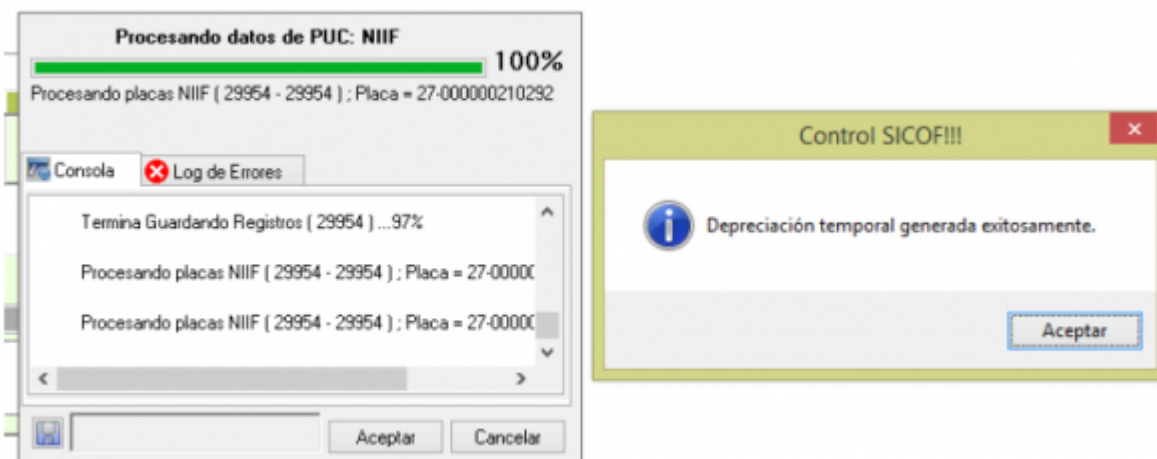 Procesando datos de PUC: NIIF
100%
Procesando placas NIIF ( 29954 - 29954 ) ; Placa = 27-000000210292
Consola
Log de Errores
Termina Guardando Registros ( 29954 ) ...97%
Procesando placas NIIF ( 29954 - 29954 ) ; Placa = 27-00000
Procesando placas NIIF ( 29954 - 29954 ) ; Placa = 27-00000
Aceptar
Cancelar
Control SICOF!!!
Depreciación temporal generada exitosamente.
Aceptar